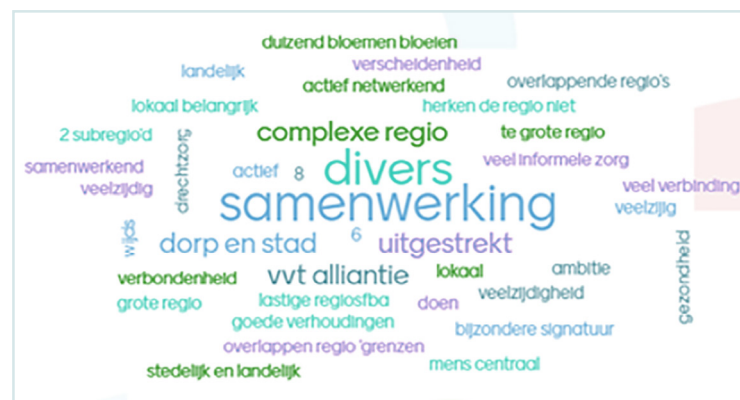 duizend bloemen bloeien
verscheidenheid
landelijk
actief netwerkend
overlappende regio's
lokaal belangrijk
herken de regio niet
2 subregio'd
drechtzorg
complexe regio
te grote regio
samenwerkend
actief
8
divers
veel informele zorg
veelzijdig
veel verbinding
samenwerking
veelzijlig
wijds
dorp en stad
6
uitgestrekt
gezondheid
verbondenheid
vvt alliantie
lokaal
ambitie
grote regio
lastige regiosfba
doen
veelzijdigheid
goede verhoudingen
bijzondere signatuur
overlappen regio 'grenzen
stedelijk en landelijk
mens centraal